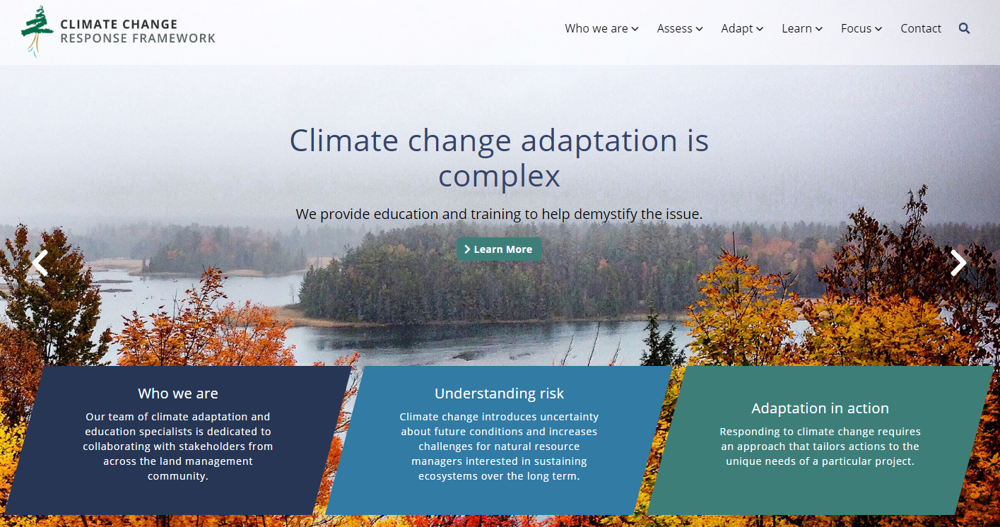 CLIMATE CHANGE
RESPONSE FRAMEWORK
Who we are Assess Adapt Learn Focus Contact
Climate change adaptation is
complex
We provide education and training to help demystify the issue.
Learn More
Who we are
Our team of climate adaptation and
education specialists is dedicated to
collaborating with stakeholders from
across the land management
community.
Understanding risk
Climate change introduces uncertainty
about future conditions and increases
challenges for natural resource
managers interested in sustaining
ecosystems over the long term.
Adaptation in action
Responding to climate change requires
an approach that tailors actions to the
unique needs of a particular project.